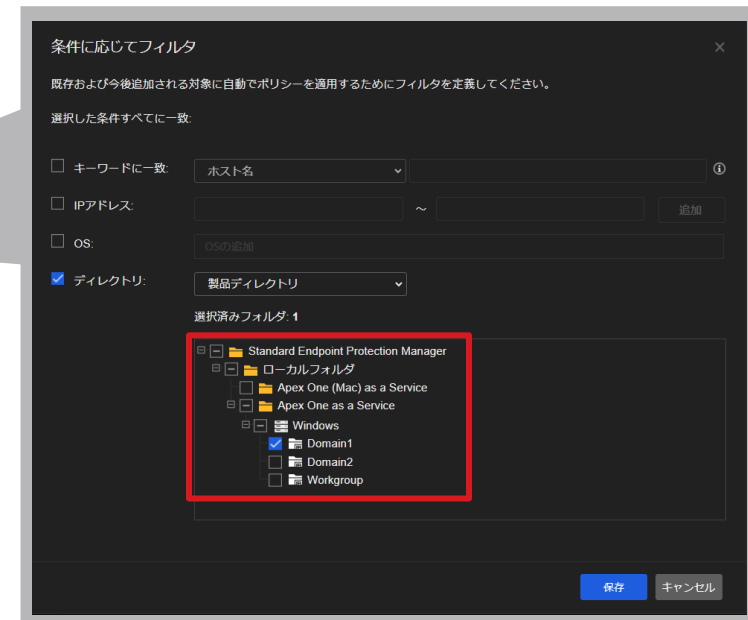 条件に応じてフィルタ
既存および今後追加される対象に自動でポリシーを適用するためにフィルタを定義してください。
選択した条件すべてに一致:
キーワードに一致: ホスト名
IPアドレス: ～ 追加
OS: OSの追加
ディレクトリ: 製品ディレクトリ
選択済みフォルダ: 1
Standard Endpoint Protection Manager
ローカルフォルダ
Apex One (Mac) as a Service
Apex One as a Service
Windows
Domain1
Domain2
Workgroup
保存 キャンセル